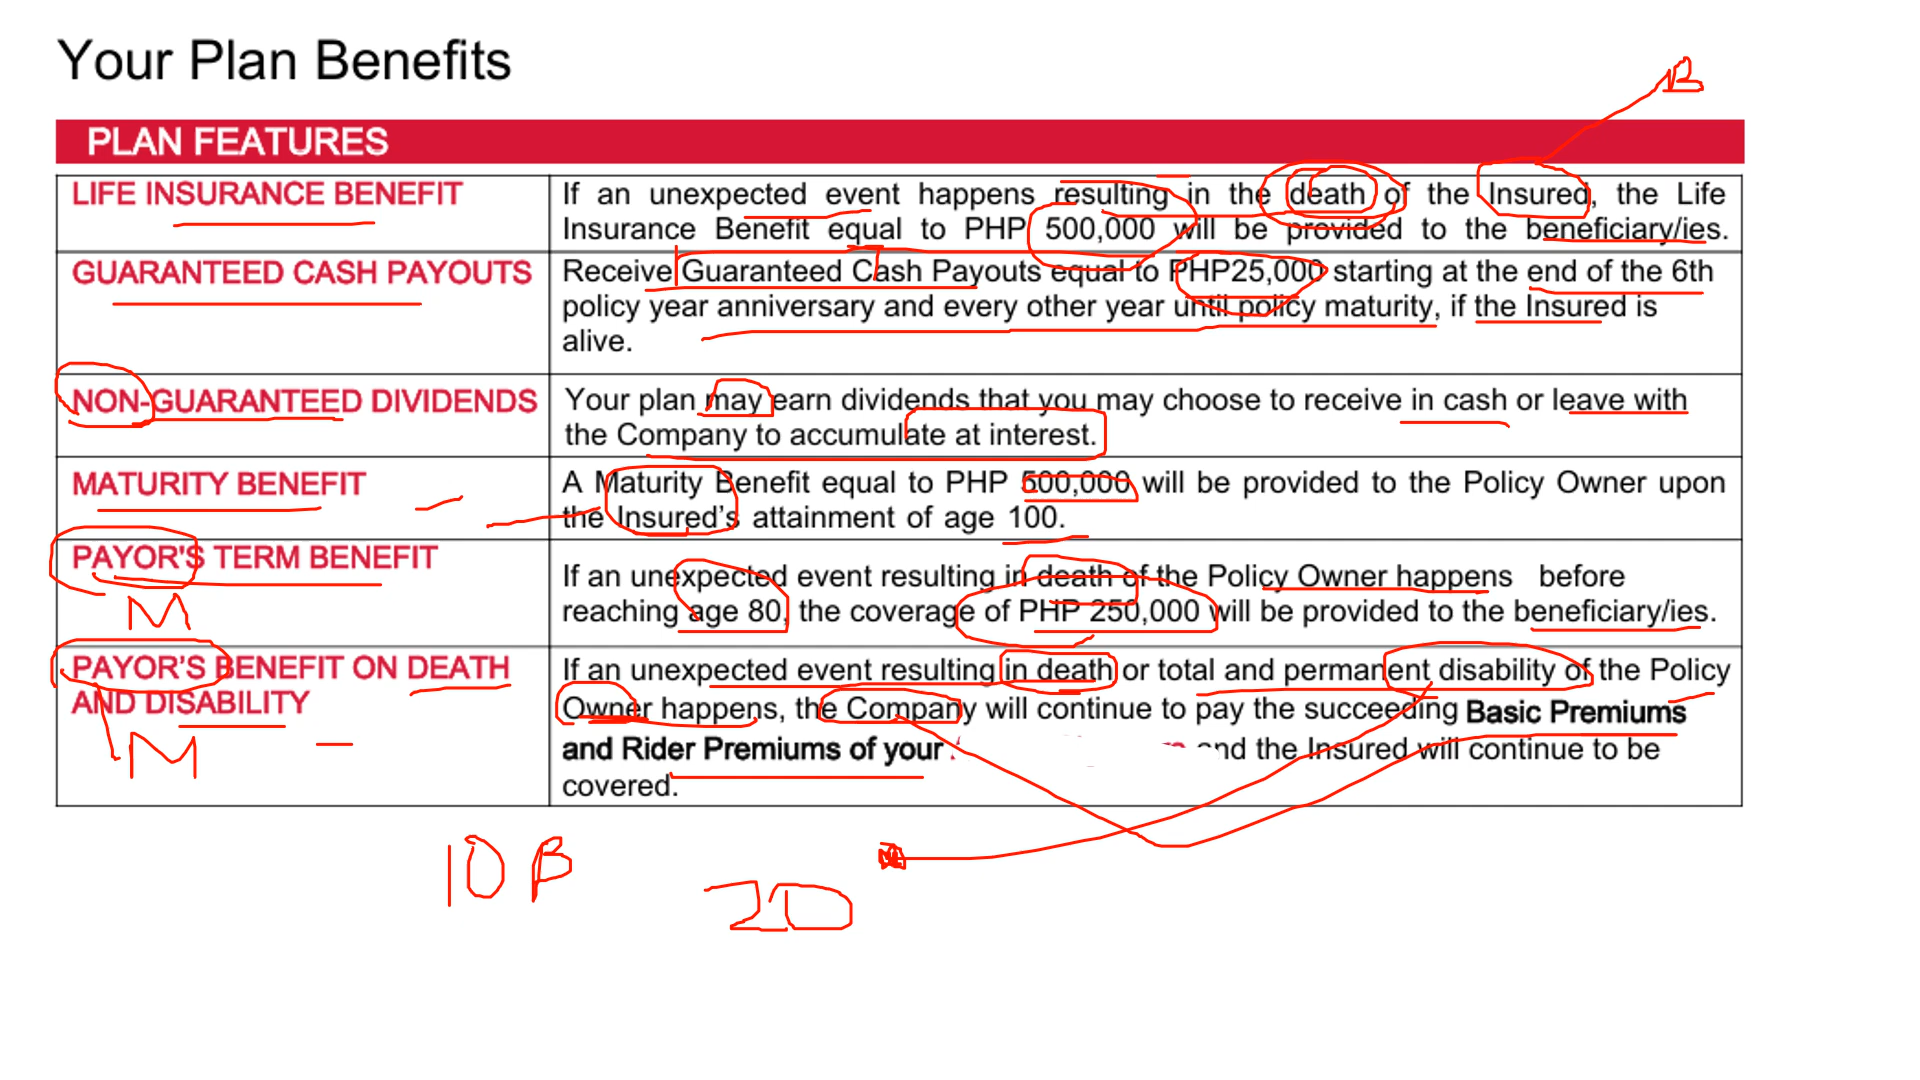 Your Plan Benefits
B
PLAN FEATURES
LIFE INSURANCE BENEFIT
If an unexpected event happens resulting in the death of the Insured, the Life
Insurance Benefit equal to PHP 500,000 will be provided to the beneficiary/ies.
GUARANTEED CASH PAYOUTS
Receive Guaranteed Cash Payouts equal to PHP25,000 starting at the end of the 6th
policy year anniversary and every other year until policy maturity, if the Insured is
alive.
NON-GUARANTEED DIVIDENDS
Your plan may earn dividends that you may choose to receive in cash or leave with
the Company to accumulate at interest.
MATURITY BENEFIT
A Maturity Benefit equal to PHP 500,000 will be provided to the Policy Owner upon
the Insured's attainment of age 100.
PAYOR'S TERM BENEFIT
M
If an unexpected event resulting in death of the Policy Owner happens before
reaching age 80, the coverage of PHP 250,000 will be provided to the beneficiary/ies.
PAYOR'S BENEFIT ON DEATH
AND DISABILITY
M
If an unexpected event resulting in death or total and permanent disability of the Policy
Owner happens, the Company will continue to pay the succeeding Basic Premiums
and Rider Premiums of your and the Insured will continue to be
covered.
10 B
2D